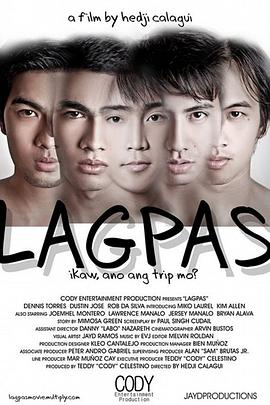 a film by hedji calagui
LAGPAS
ikaw, ano ang trip mo?
CODY ENTERTAINMENT PRODUCTION PRESENTS "LAGPAS"
DENNIS TORRES DUSTIN JOSE ROB DA SILVA INTRODUCING MIKO LAUREL KIM ALLEN
ALSO STARRING JOEMHEL MONTERO LAWRENCE MANALO JERSEY MANALO BRYAN ALAVA
STORY BY MIMOSA GREEN SCREENPLAY BY PAUL SINGH CUDAIL
ASSISTANT DIRECTOR DANNY "LABO" NAZARETH CINEMATOGRAPHER ARVIN BUSTOS
VISUAL ARTIST JAYD RAMOS MUSIC BY EVU EDITOR MELVIN ROLDAN
PRODUCTION DESIGNER KLEO CANTALEJO PRODUCTION MANAGER BIEN MUÑOZ
ASSOCIATE PRODUCER PETER ANDRO GABRIEL SUPERVISING PRODUCER ALAN "SAM" BRUTAS JR.
LINE PRODUCER MAR MUÑOZ CAY EXECUTIVE PRODUCER TEDDY "CODY" CELESTINO
PRODUCED BY TEDDY "CODY" CELESTINO DIRECTED BY HEDJI CALAGUI
lagpasmovie.multiply.com
CODY
Entertainment
Production
JAYDPRODUCTIONS